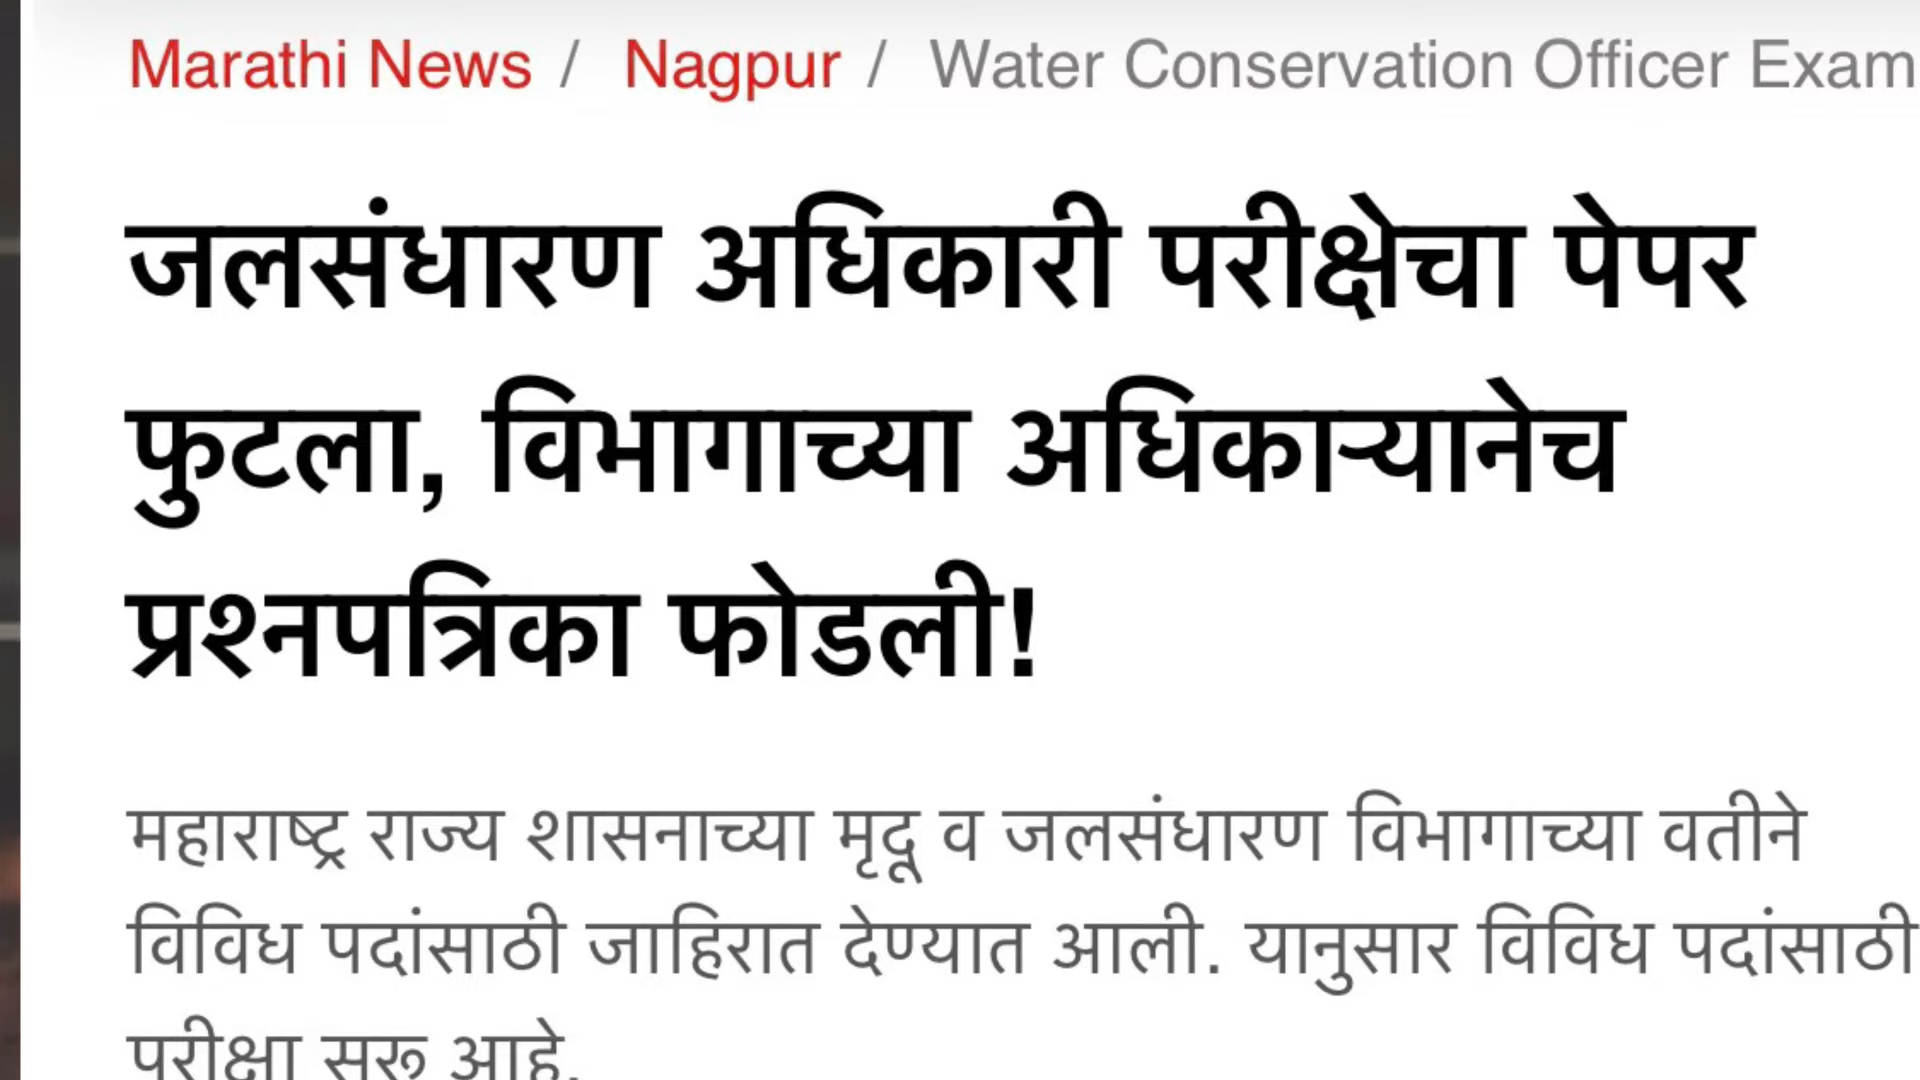 Marathi News / Nagpur / Water Conservation Officer Exam
जलसंधारण अधिकारी परीक्षेचा पेपर
फुटला, विभागाच्या अधिकाऱ्यानेच
प्रश्नपत्रिका फोडली!
महाराष्ट्र राज्य शासनाच्या मृदू व जलसंधारण विभागाच्या वतीने
विविध पदांसाठी जाहिरात देण्यात आली. यानुसार विविध पदांसाठी
परीक्षा सुरू आहे.